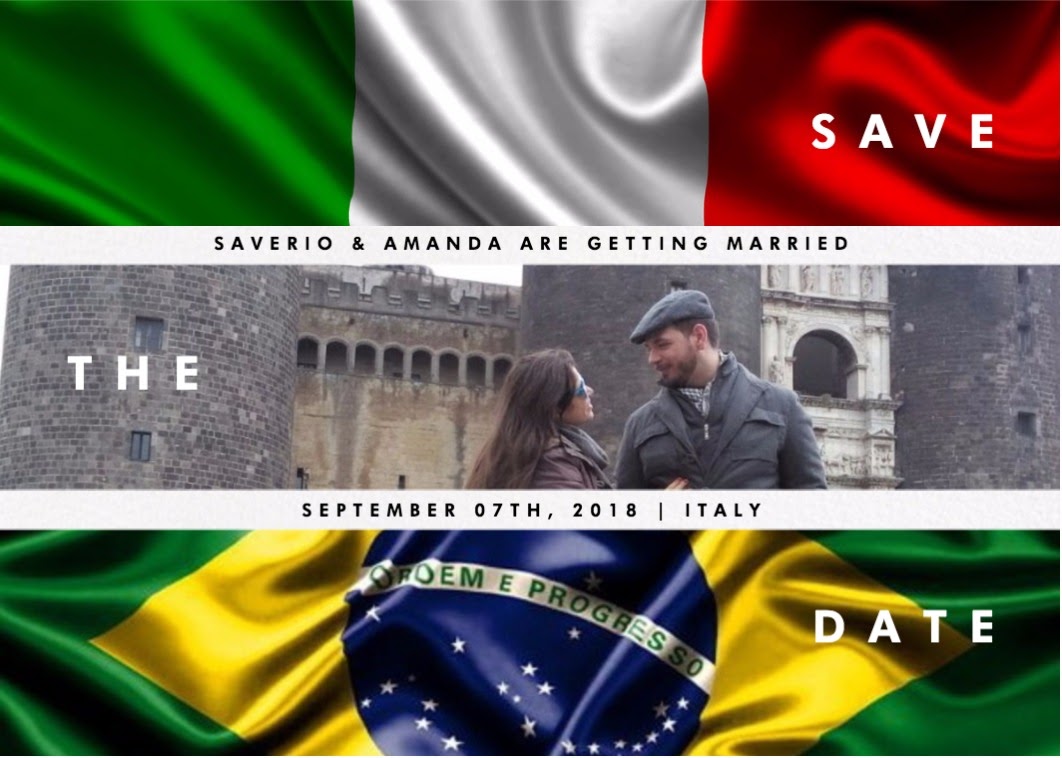 SAVE
SAVERIO & AMANDA ARE GETTING MARRIED
THE
SEPTEMBER 07TH, 2018 | ITALY
ORDEM E PROGRESSO
DATE